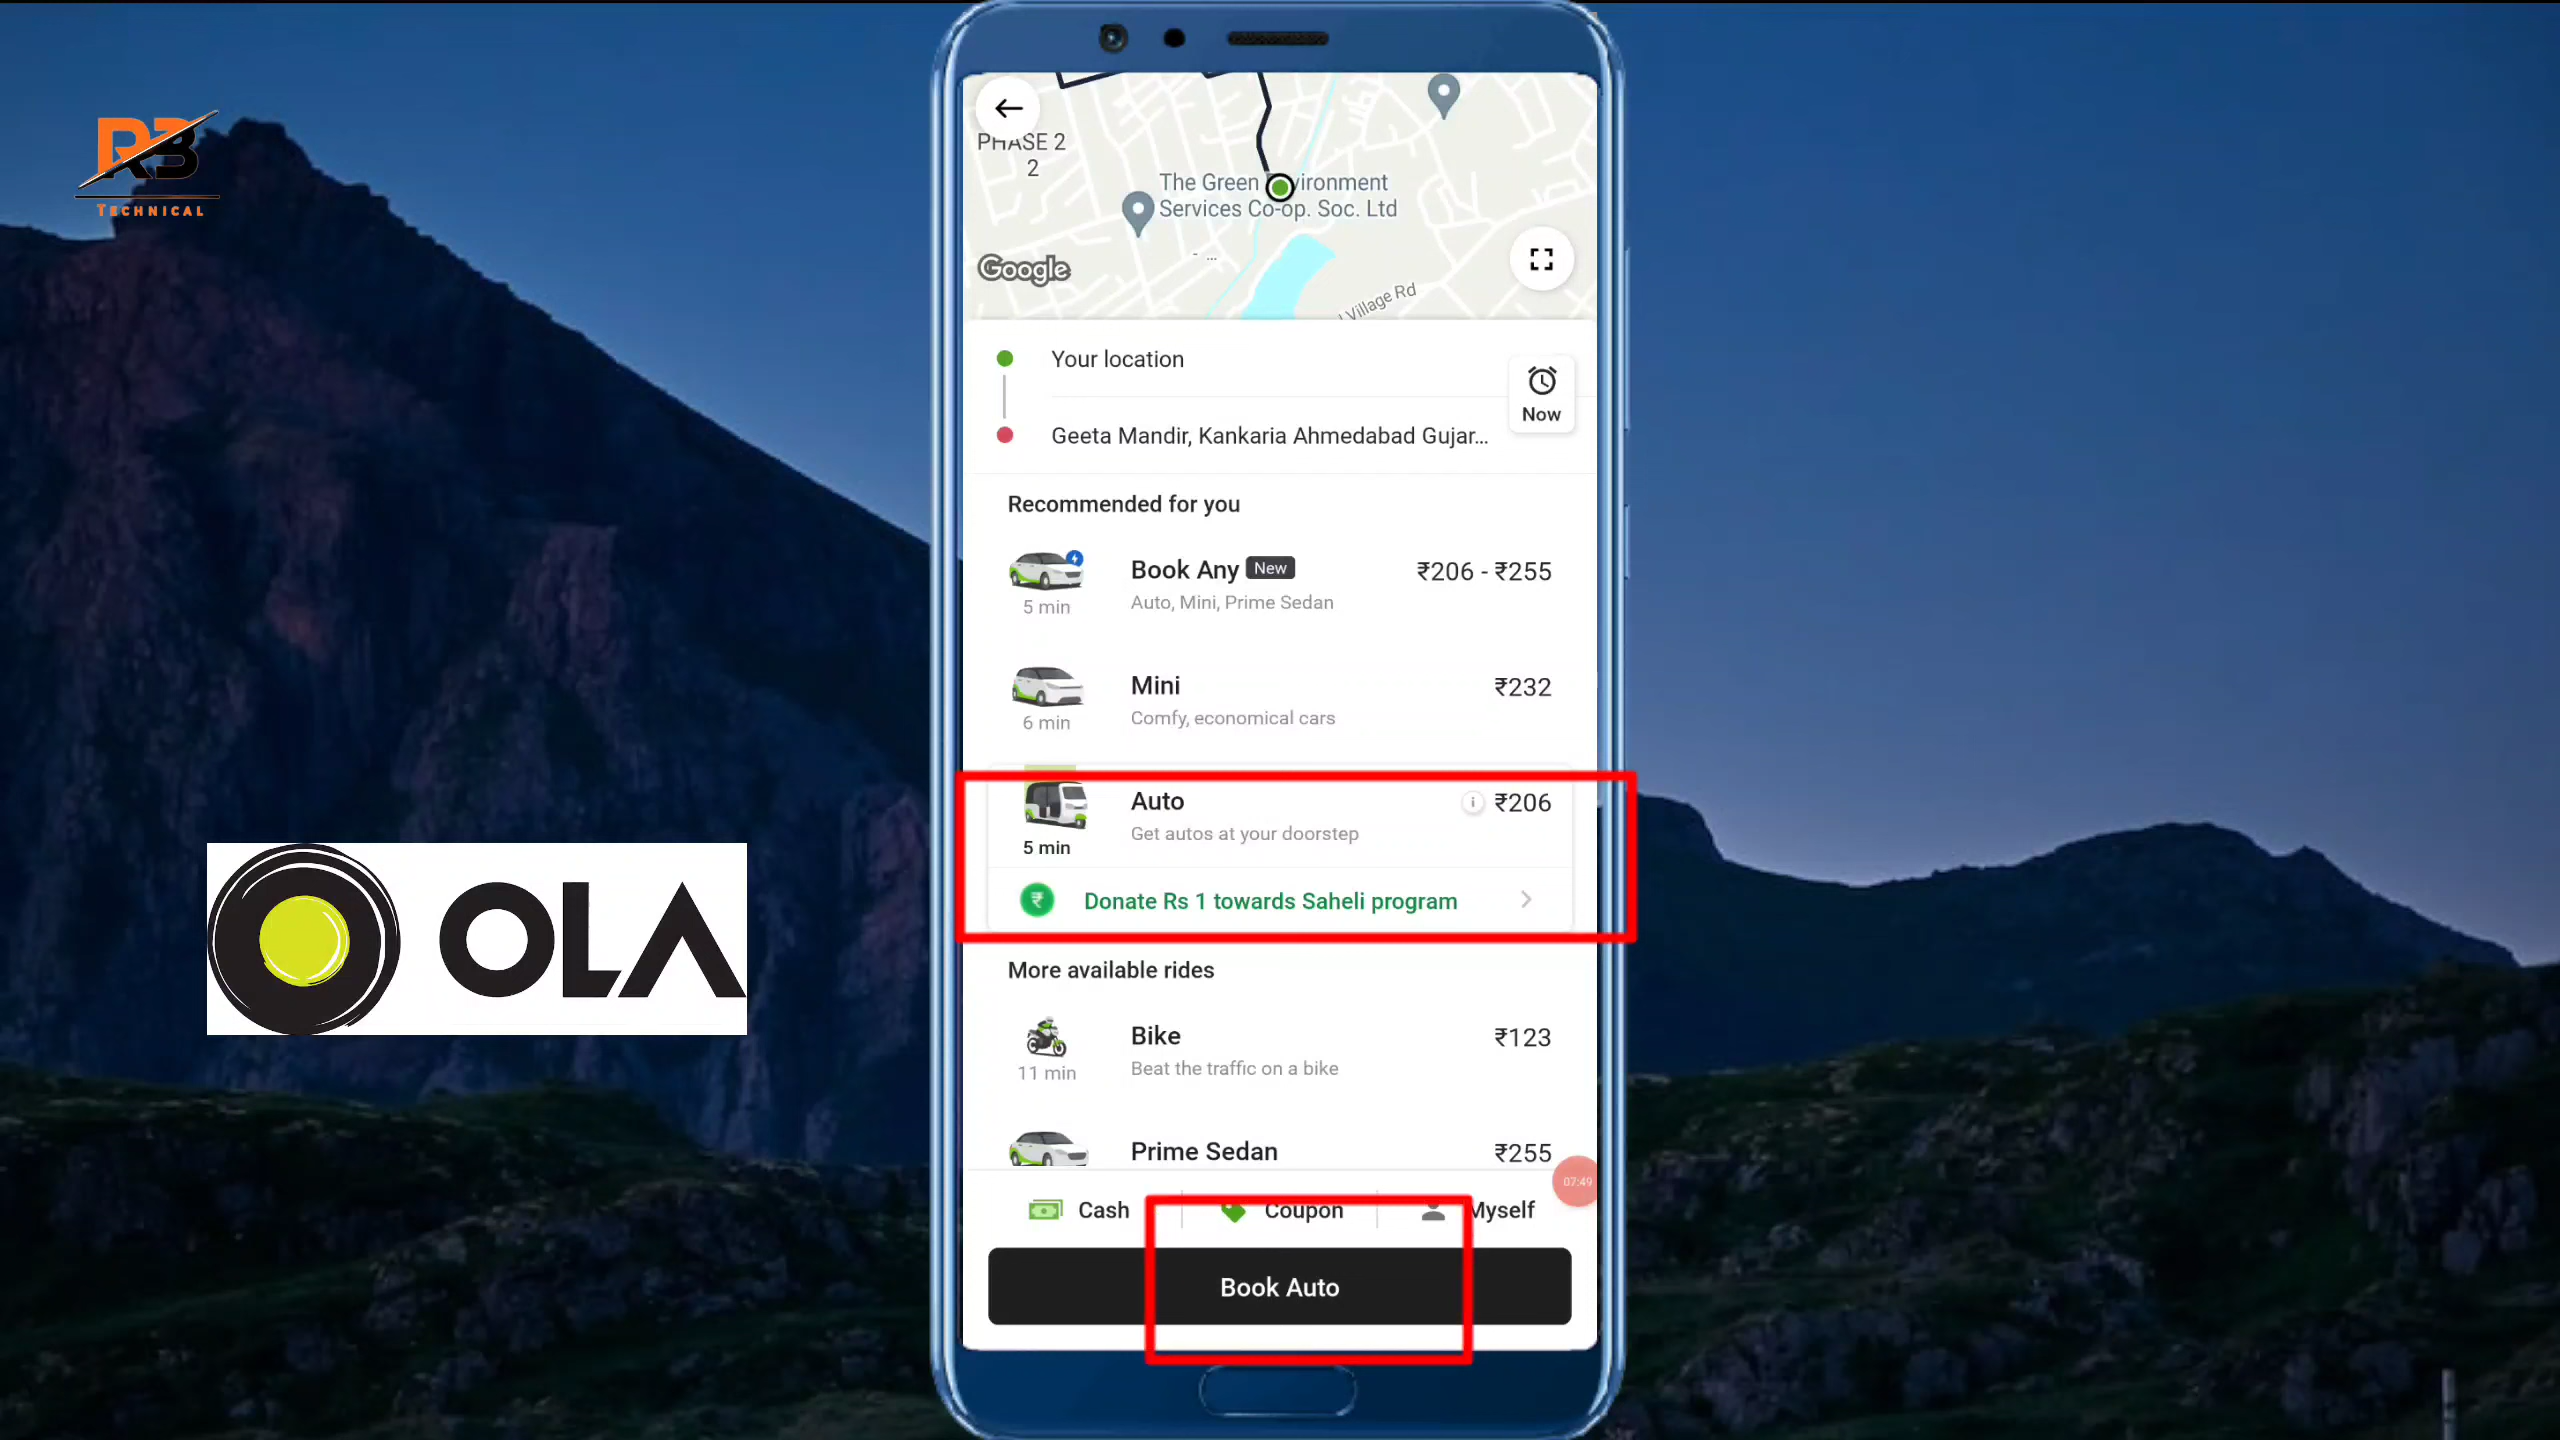 R3
TECHNICAL
OLA
PHASE 2
2
The Green vironment
Services Co-op. Soc. Ltd
Google
Village Rd
Your location
Now
Geeta Mandir, Kankaria Ahmedabad Gujar...
Recommended for you
Book Any New ₹206 - ₹255
5 min Auto, Mini, Prime Sedan
Mini ₹232
6 min Comfy, economical cars
Auto i ₹206
Get autos at your doorstep
5 min
₹ Donate Rs 1 towards Saheli program
More available rides
Bike ₹123
11 min Beat the traffic on a bike
Prime Sedan ₹255
07:49
Cash Coupon Myself
Book Auto